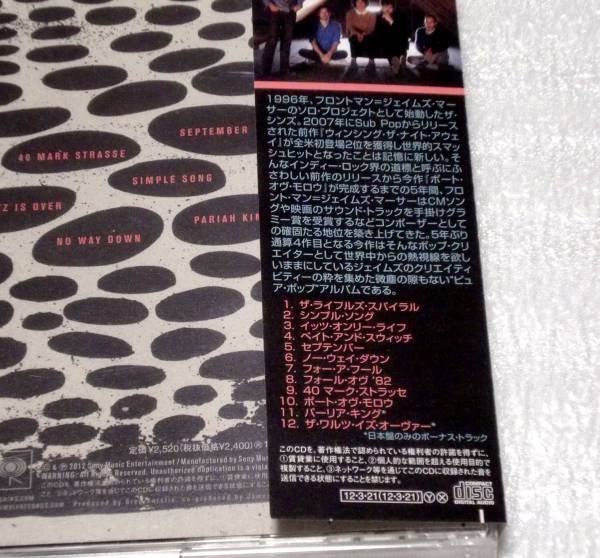 SEPTEMBER
40 MARK STRASSE
SIMPLE SONG
TZ IS OVER
PARIAH KIN
NO WAY DOWN
定価¥2,520(税抜価格¥2,400)
℗ 2012 Sony Music Entertainment / Manufactured by Sony Mus
WARNING: All Rights Reserved. Unauthorized duplication is a viola
1996年、フロントマン=ジェイムズ・マー
サーのソロ・プロジェクトとして始動したザ・
シンズ。2007年にSub Popからリリース
された前作『ウィンシング・ザ・ナイト・アウェ
イ』が全米初登場2位を獲得し世界的スマッ
シュヒットとなったことは記憶に新しい。そ
んなインディー・ロック界の道標と呼ぶにふ
さわしい前作のリリースから今作『ポート・
オヴ・モロウ』が完成するまでの5年間、フロ
ント・マン=ジェイムズ・マーサーはCMソン
グや映画のサウンド・トラックを手掛けグラ
ミー賞を受賞するなどコンポーザーとして
の確固たる地位を築き上げてきた。5年ぶり
通算4作目となる今作はそんなポップ・クリ
エイターとして世界中からの熱視線を欲し
いままにしているジェイムズのクリエイティ
ビティーの粋を集めた微塵の隙もない“ピュ
ア・ポップ”アルバムである。
1. ザ・ライフルズ・スパイラル
2. シンプル・ソング
3. イッツ・オンリー・ライフ
4. ベイト・アンド・スウィッチ
5. セプテンバー
6. ノー・ウェイ・ダウン
7. フォー・ア・フール
8. フォール・オヴ '82
9. 40 マーク・ストラッセ
10. ポート・オヴ・モロウ
11. パーリア・キング*
12. ザ・ワルツ・イズ・オーヴァー*
*日本盤のみのボーナス・トラック
このCDを、著作権法で認められている権利者の許諾を得ずに、
①賃貸業に使用すること、②個人的な範囲を超える使用目的で
複製すること、③ネットワーク等を通じてこのCDに収録された音を
送信できる状態にすることを禁じます。
12・3・21(12・3・21) Ⓨ Ⓧ
COMPACT
disc
DIGITAL AUDIO